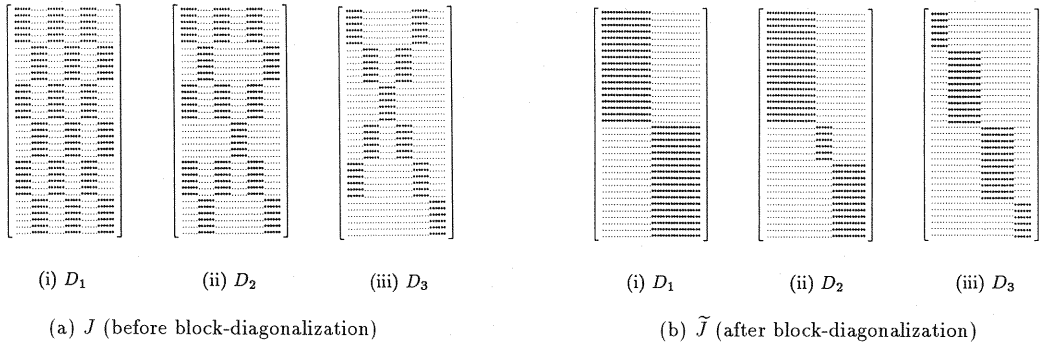 (i) D₁
(ii) D₂
(iii) D₃
(a) J (before block-diagonalization)
(i) D₁
(ii) D₂
(iii) D₃
(b) J̃ (after block-diagonalization)